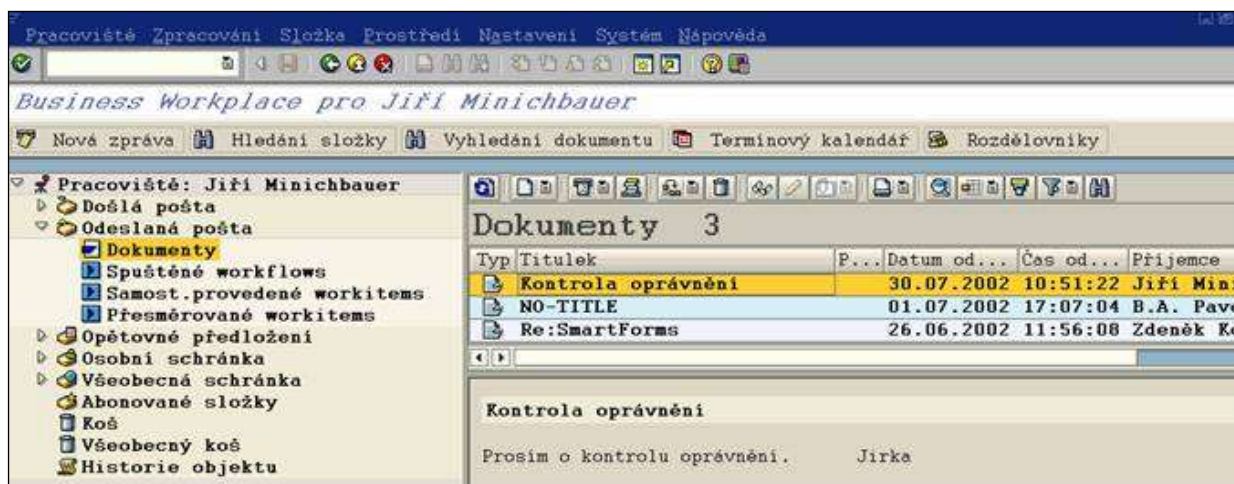 Pracoviště Zpracování Složka Prostředí Nastavení Systém Nápověda
Business Workplace pro Jiří Minichbauer
Nová zpráva Hledání složky Vyhledání dokumentu Termínový kalendář Rozdělovníky
Pracoviště: Jiří Minichbauer
Došlá pošta
Odeslaná pošta
Dokumenty
Spuštěné workflows
Samost.provedené workitems
Přesměrované workitems
Opětovné předložení
Osobní schránka
Všeobecná schránka
Abonované složky
Koš
Všeobecný koš
Historie objektu
Dokumenty 3
Typ Titulek P... Datum od... Čas od... Příjemce
Kontrola oprávnění 30.07.2002 10:51:22 Jiří Mini
NO-TITLE 01.07.2002 17:07:04 B.A. Pave
Re:SmartForms 26.06.2002 11:56:08 Zdeněk Ko
Kontrola oprávnění
Prosím o kontrolu oprávnění. Jirka